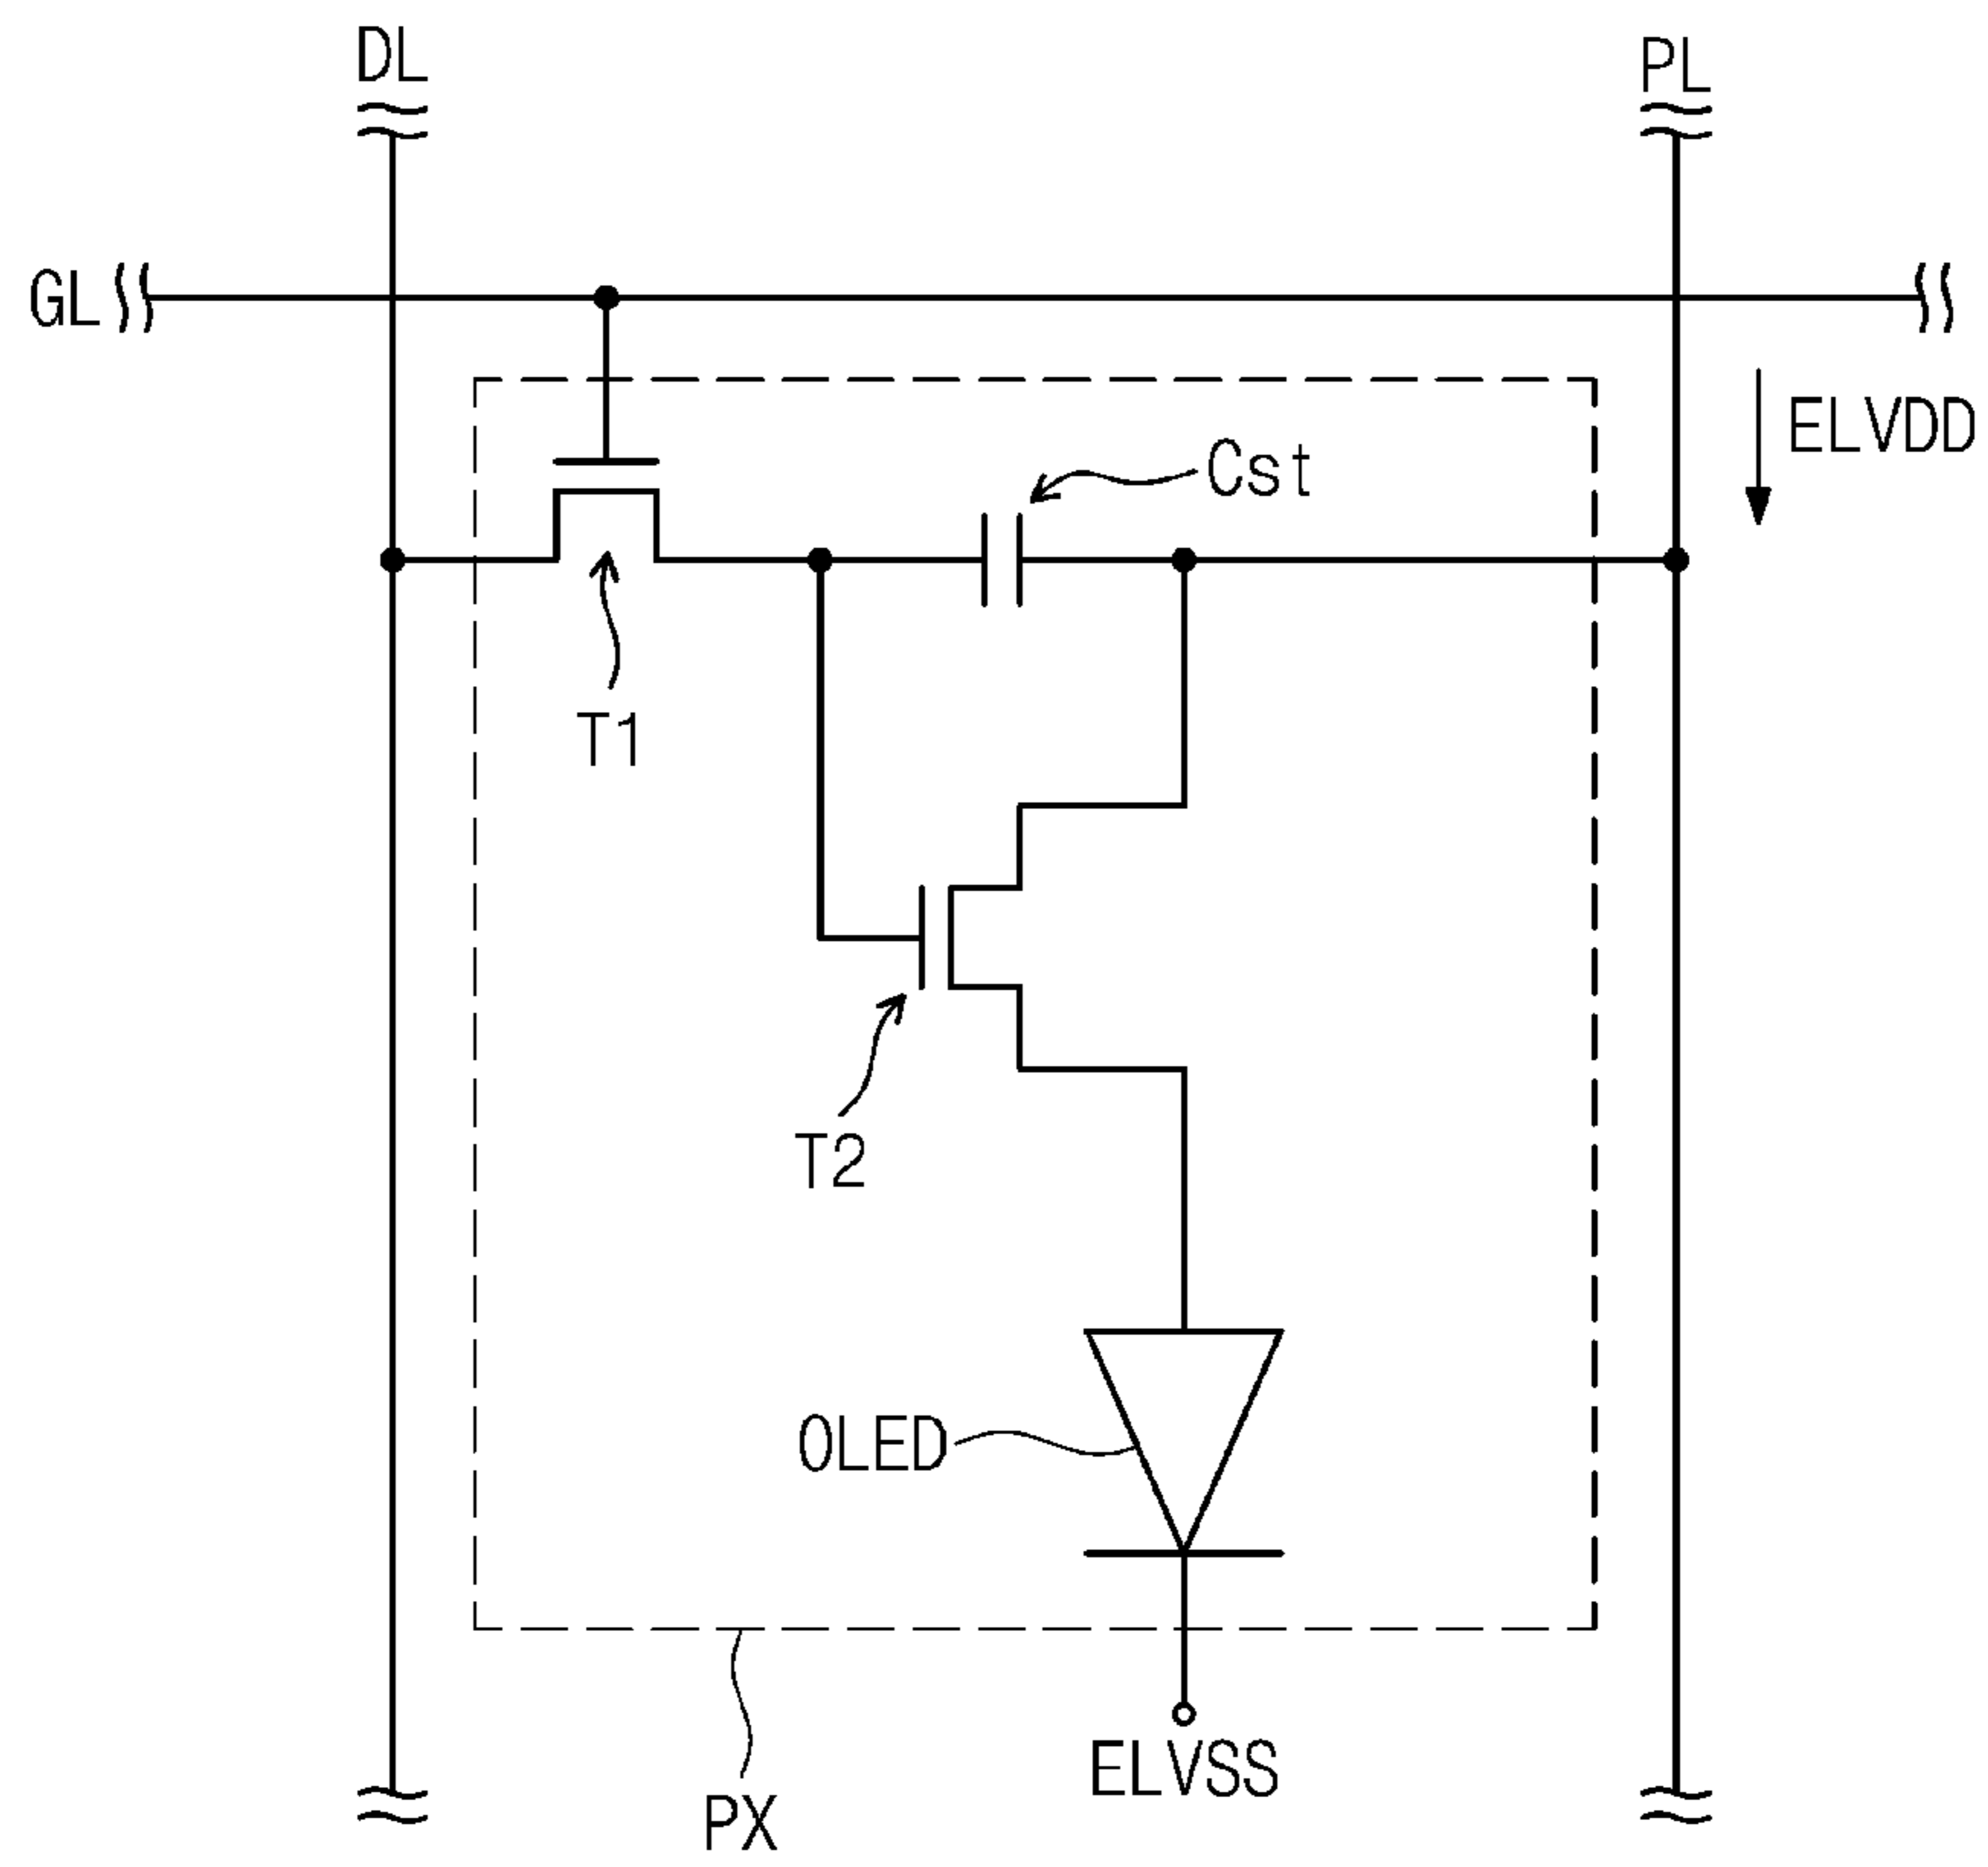 DL
PL
GL
ELVDD
Cst
T1
T2
OLED
ELVSS
PX